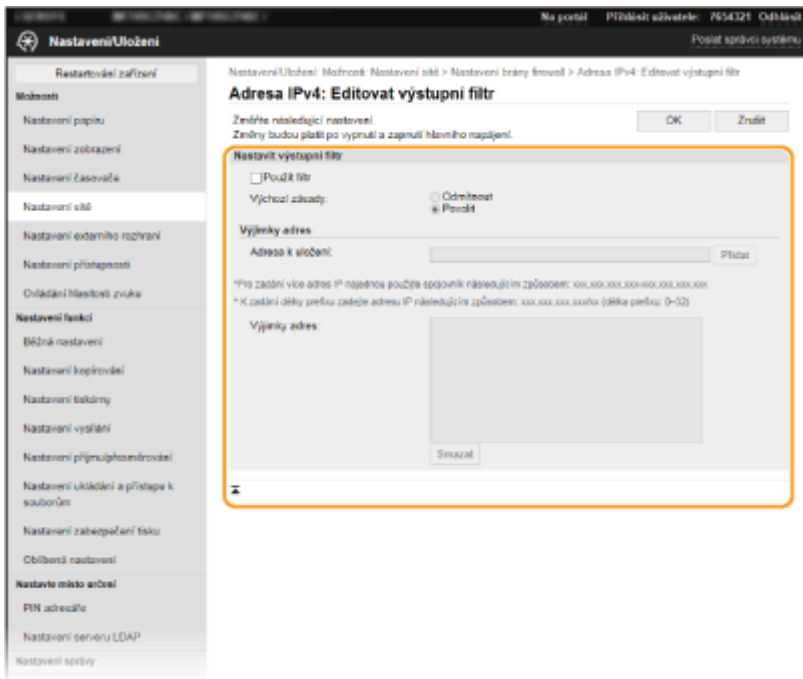 Na portál Přihlásit uživatele: 7654321 Odhlásit
Nastavení/Uložení
Poslat správci systému
Restartování zařízení
Nastavení/Uložení: Možnosti: Nastavení sítě > Nastavení brány firewall > Adresa IPv4: Editovat výstupní filtr
Možnosti
Adresa IPv4: Editovat výstupní filtr
Nastavení papíru
Změňte následující nastavení.
OK
Zrušit
Změny budou platit po vypnutí a zapnutí hlavního napájení.
Nastavení zobrazení
Nastavit výstupní filtr
Nastavení časovače
Použít filtr
Výchozí zásady:
Odmítnout
Nastavení sítě
Povolit
Nastavení externího rozhraní
Výjimky adres
Adresa k uložení:
Přidat
Nastavení přístupnosti
Ovládání hlasitosti zvuku
*Pro zadání více adres IP najednou použijte spojovník následujícím způsobem: xxx.xxx.xxx.xxx-xxx.xxx.xxx.xxx
* K zadání délky prefixu zadejte adresu IP následujícím způsobem: xxx.xxx.xxx.xxx/xx (délka prefixu: 0-32)
Nastavení funkcí
Výjimky adres:
Běžná nastavení
Nastavení kopírování
Nastavení tiskárny
Nastavení vysílání
Nastavení příjmu/přesměrování
Smazat
Nastavení ukládání a přístupu k
souborům
Nastavení zabezpečení tisku
Oblíbená nastavení
Nastavte místo určení
PIN adresáře
Nastavení serveru LDAP
Nastavení správy